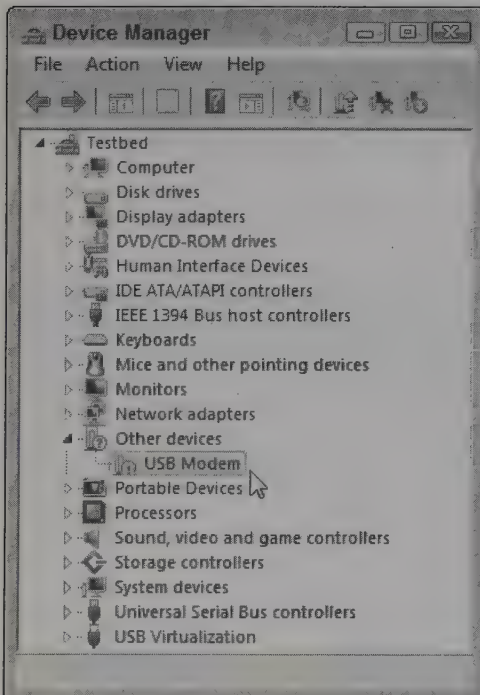 Device Manager
File Action View Help
Testbed
Computer
Disk drives
Display adapters
DVD/CD-ROM drives
Human Interface Devices
IDE ATA/ATAPI controllers
IEEE 1394 Bus host controllers
Keyboards
Mice and other pointing devices
Monitors
Network adapters
Other devices
USB Modem
Portable Devices
Processors
Sound, video and game controllers
Storage controllers
System devices
Universal Serial Bus controllers
USB Virtualization